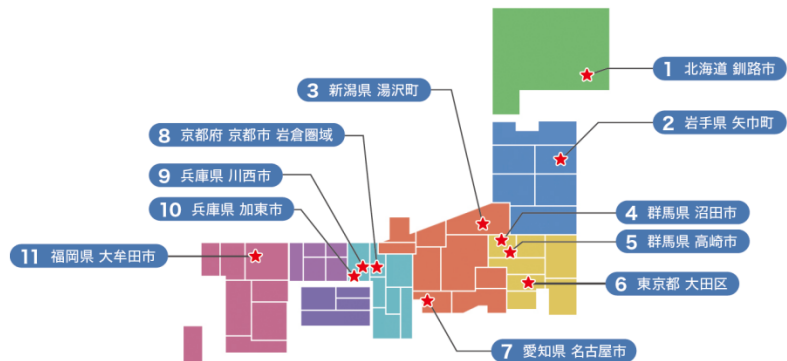 1 北海道 釧路市
2 岩手県 矢巾町
3 新潟県 湯沢町
4 群馬県 沼田市
5 群馬県 高崎市
6 東京都 大田区
7 愛知県 名古屋市
8 京都府 京都市 岩倉圏域
9 兵庫県 川西市
10 兵庫県 加東市
11 福岡県 大牟田市